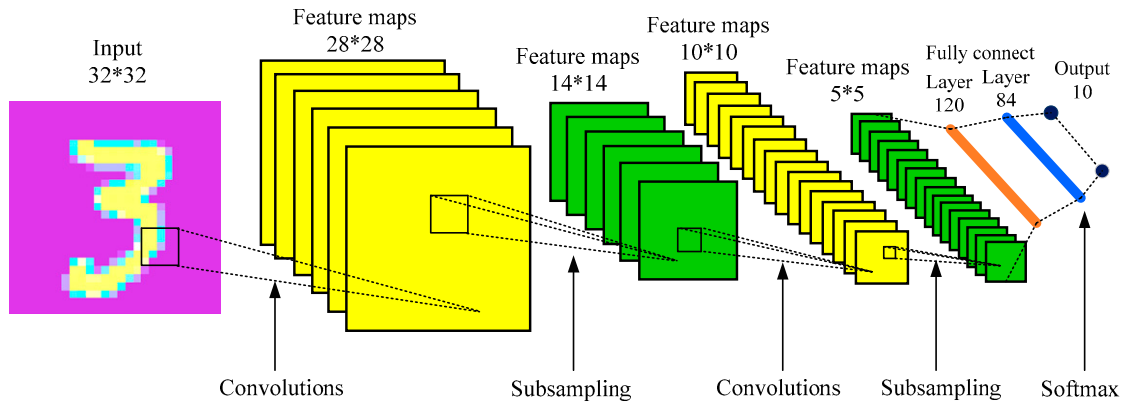 Input
32*32
Feature maps
28*28
Feature maps
14*14
Feature maps
10*10
Feature maps
5*5
Fully connect
Layer
120
Layer
84
Output
10
Convolutions
Subsampling
Convolutions
Subsampling
Softmax